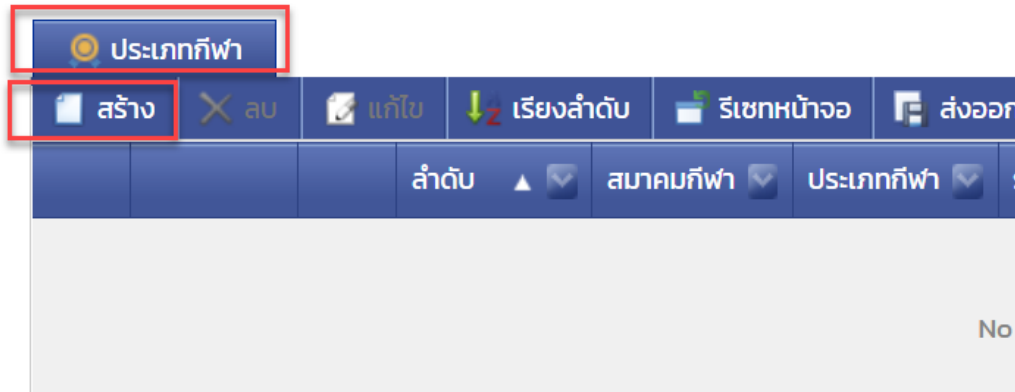 ประเภทกีฬา
สร้าง ลบ แก้ไข เรียงลำดับ รีเซทหน้าจอ ส่งออก
ลำดับ สมาคมกีฬา ประเภทกีฬา
No